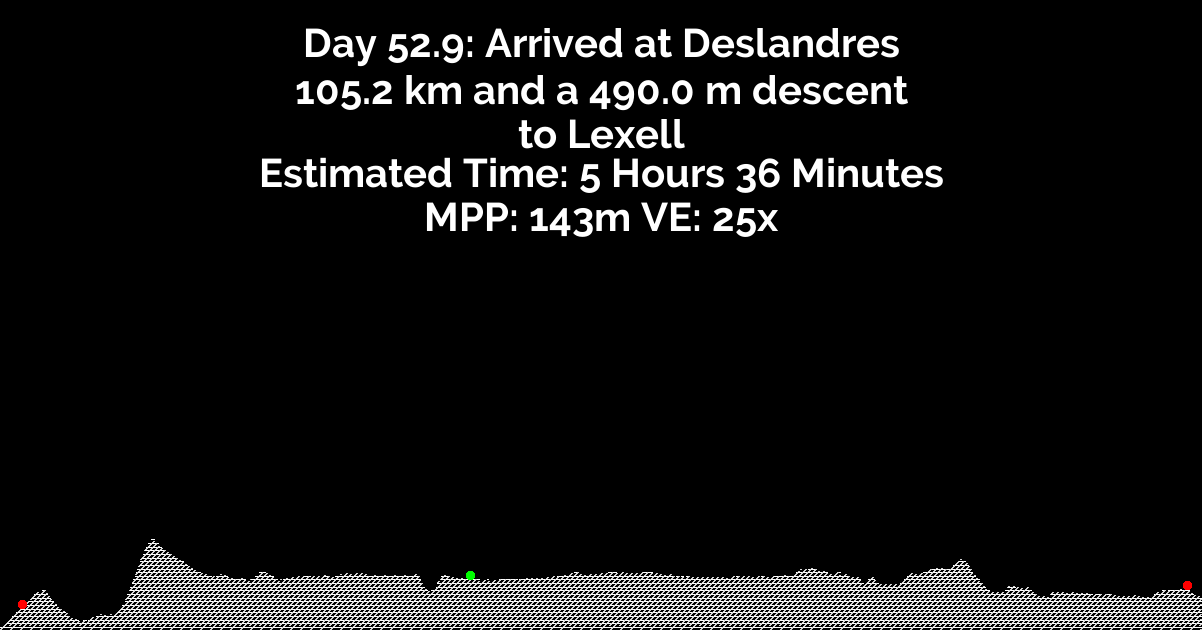 Day 52.9: Arrived at Deslandres
105.2 km and a 490.0 m descent
to Lexell
Estimated Time: 5 Hours 36 Minutes
MPP: 143m VE: 25x